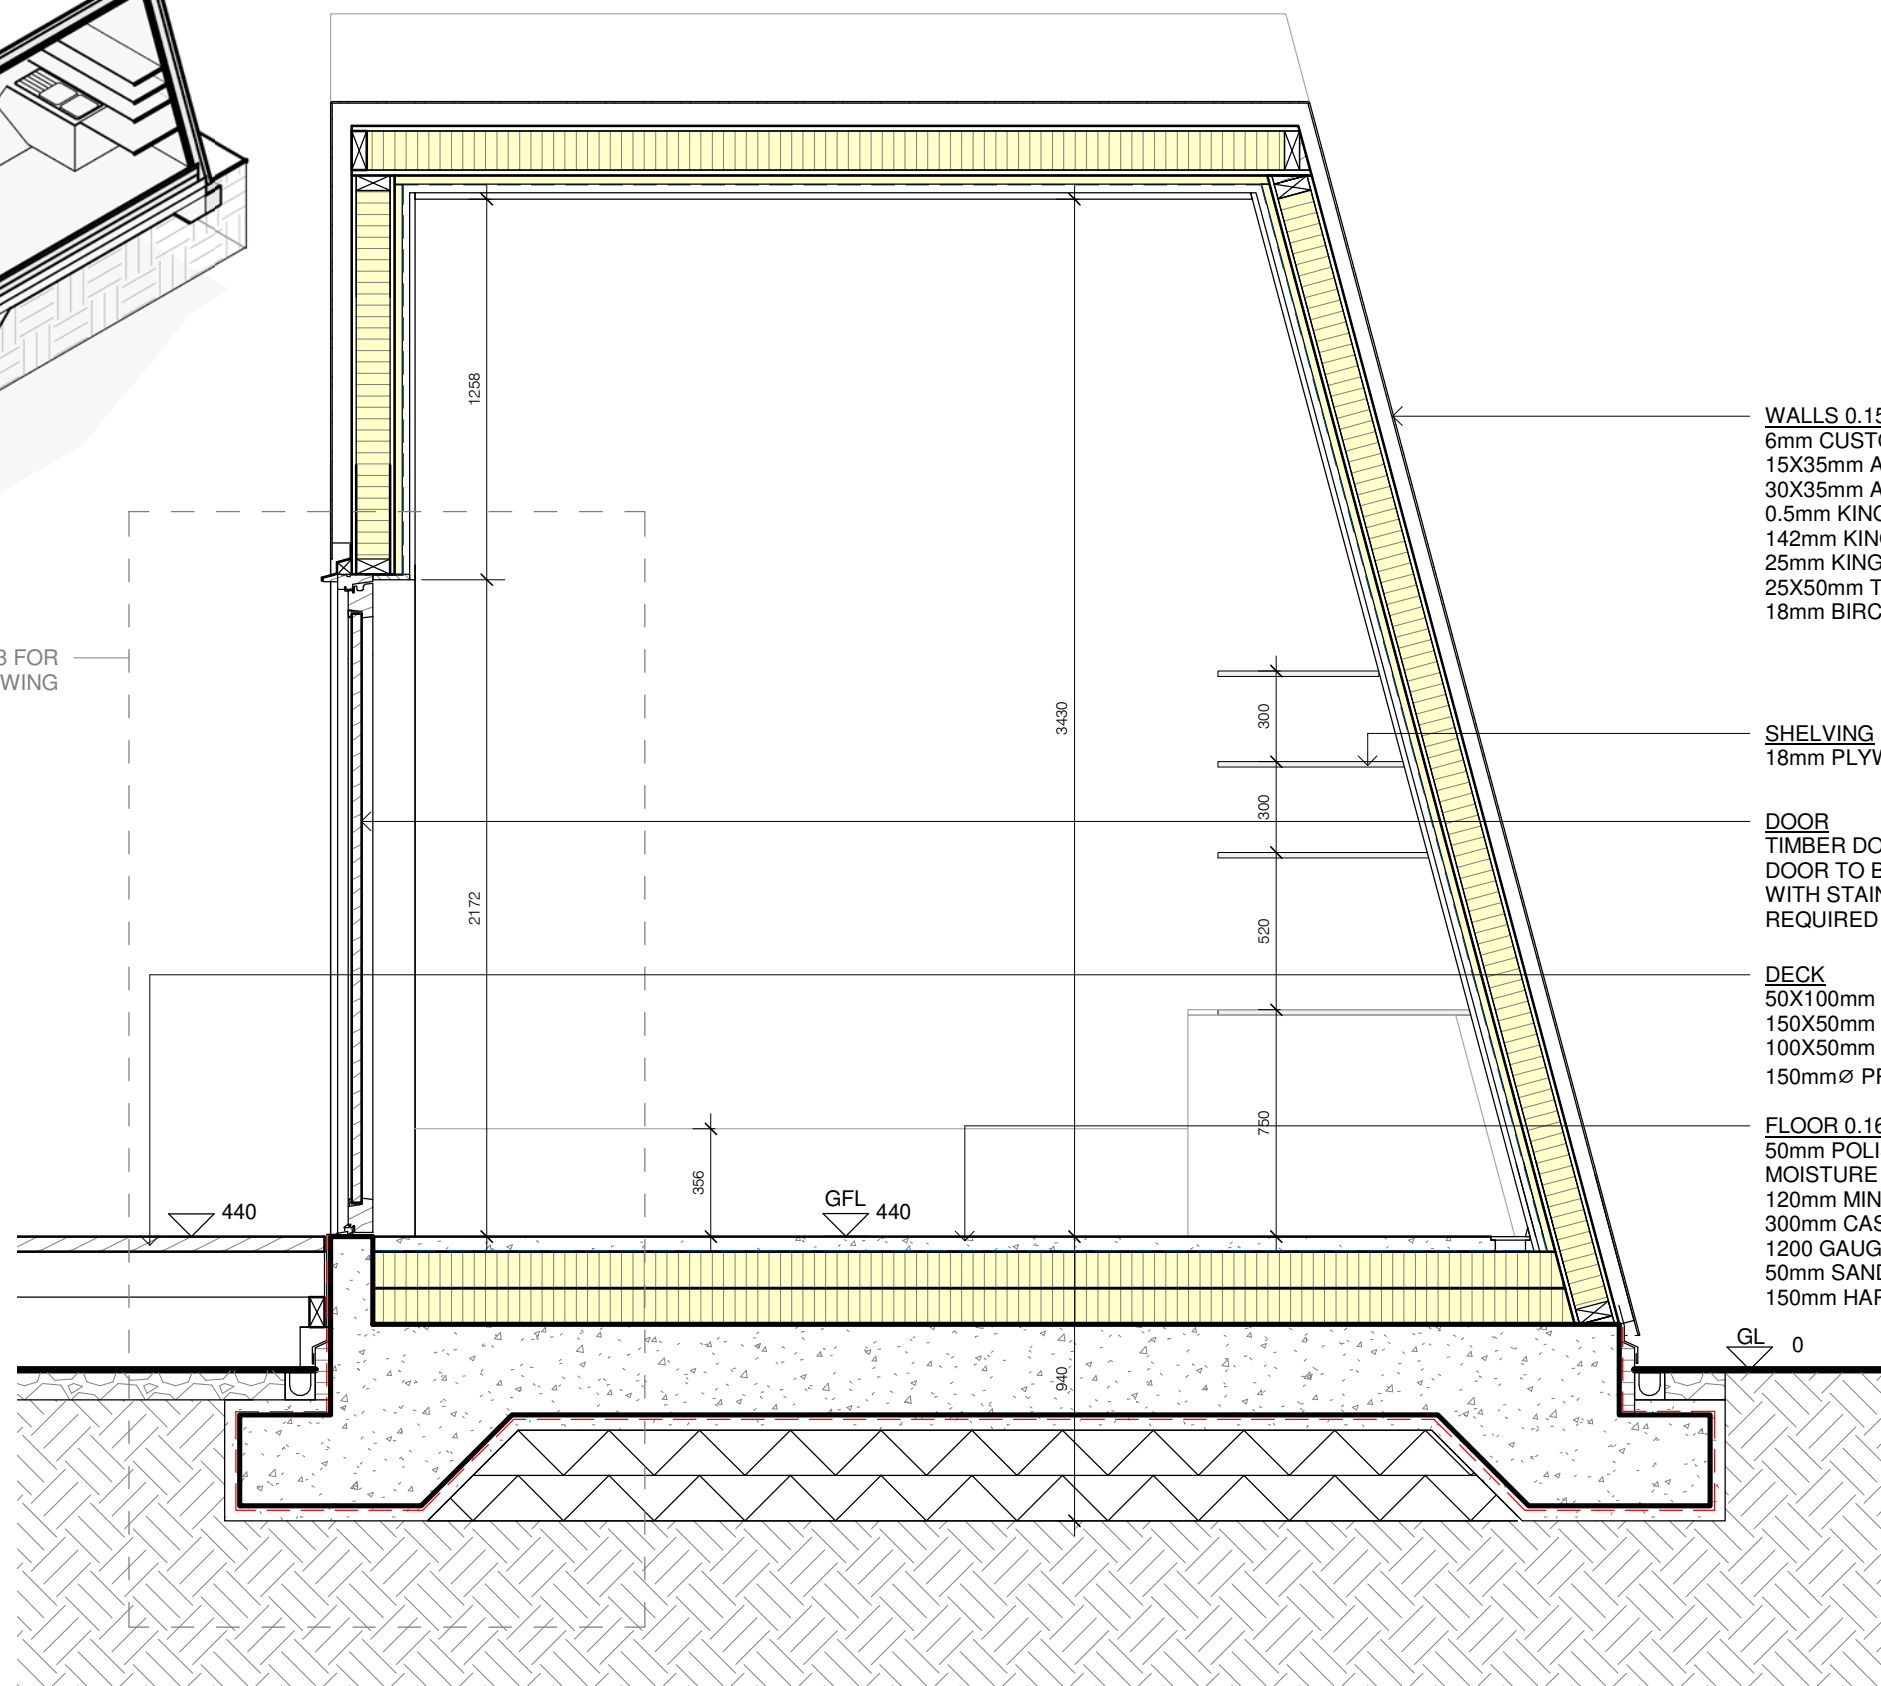 WALLS 0.15
6mm CUSTO
15X35mm A
30X35mm A
0.5mm KING
142mm KING
25mm KING
25X50mm T
18mm BIRC
3 FOR
WING
SHELVING
18mm PLYW
DOOR
TIMBER DO
DOOR TO B
WITH STAIN
REQUIRED
DECK
50X100mm
150X50mm
100X50mm
150mmØ PR
FLOOR 0.16
50mm POLI
MOISTURE
120mm MIN
300mm CAS
1200 GAUG
50mm SAND
150mm HAR
1258
2172
3430
300
300
520
750
356
940
440
GFL 440
GL 0